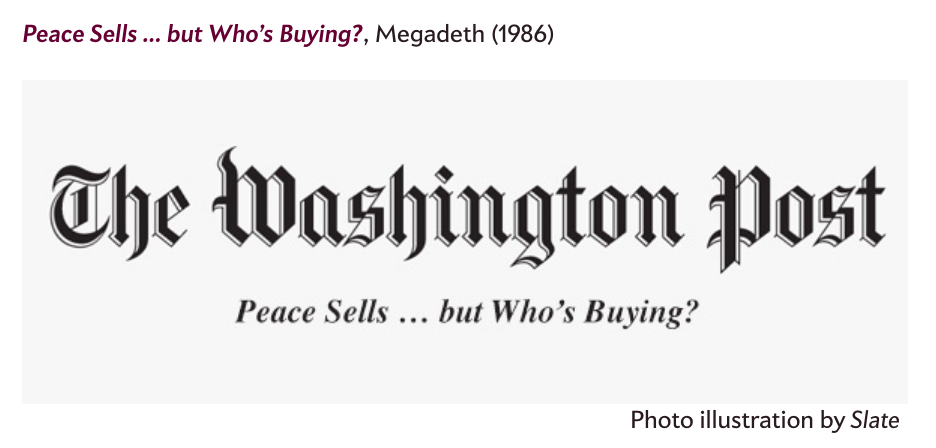 Peace Sells ... but Who's Buying?, Megadeth (1986)
The Washington Post
Peace Sells ... but Who's Buying?
Photo illustration by Slate